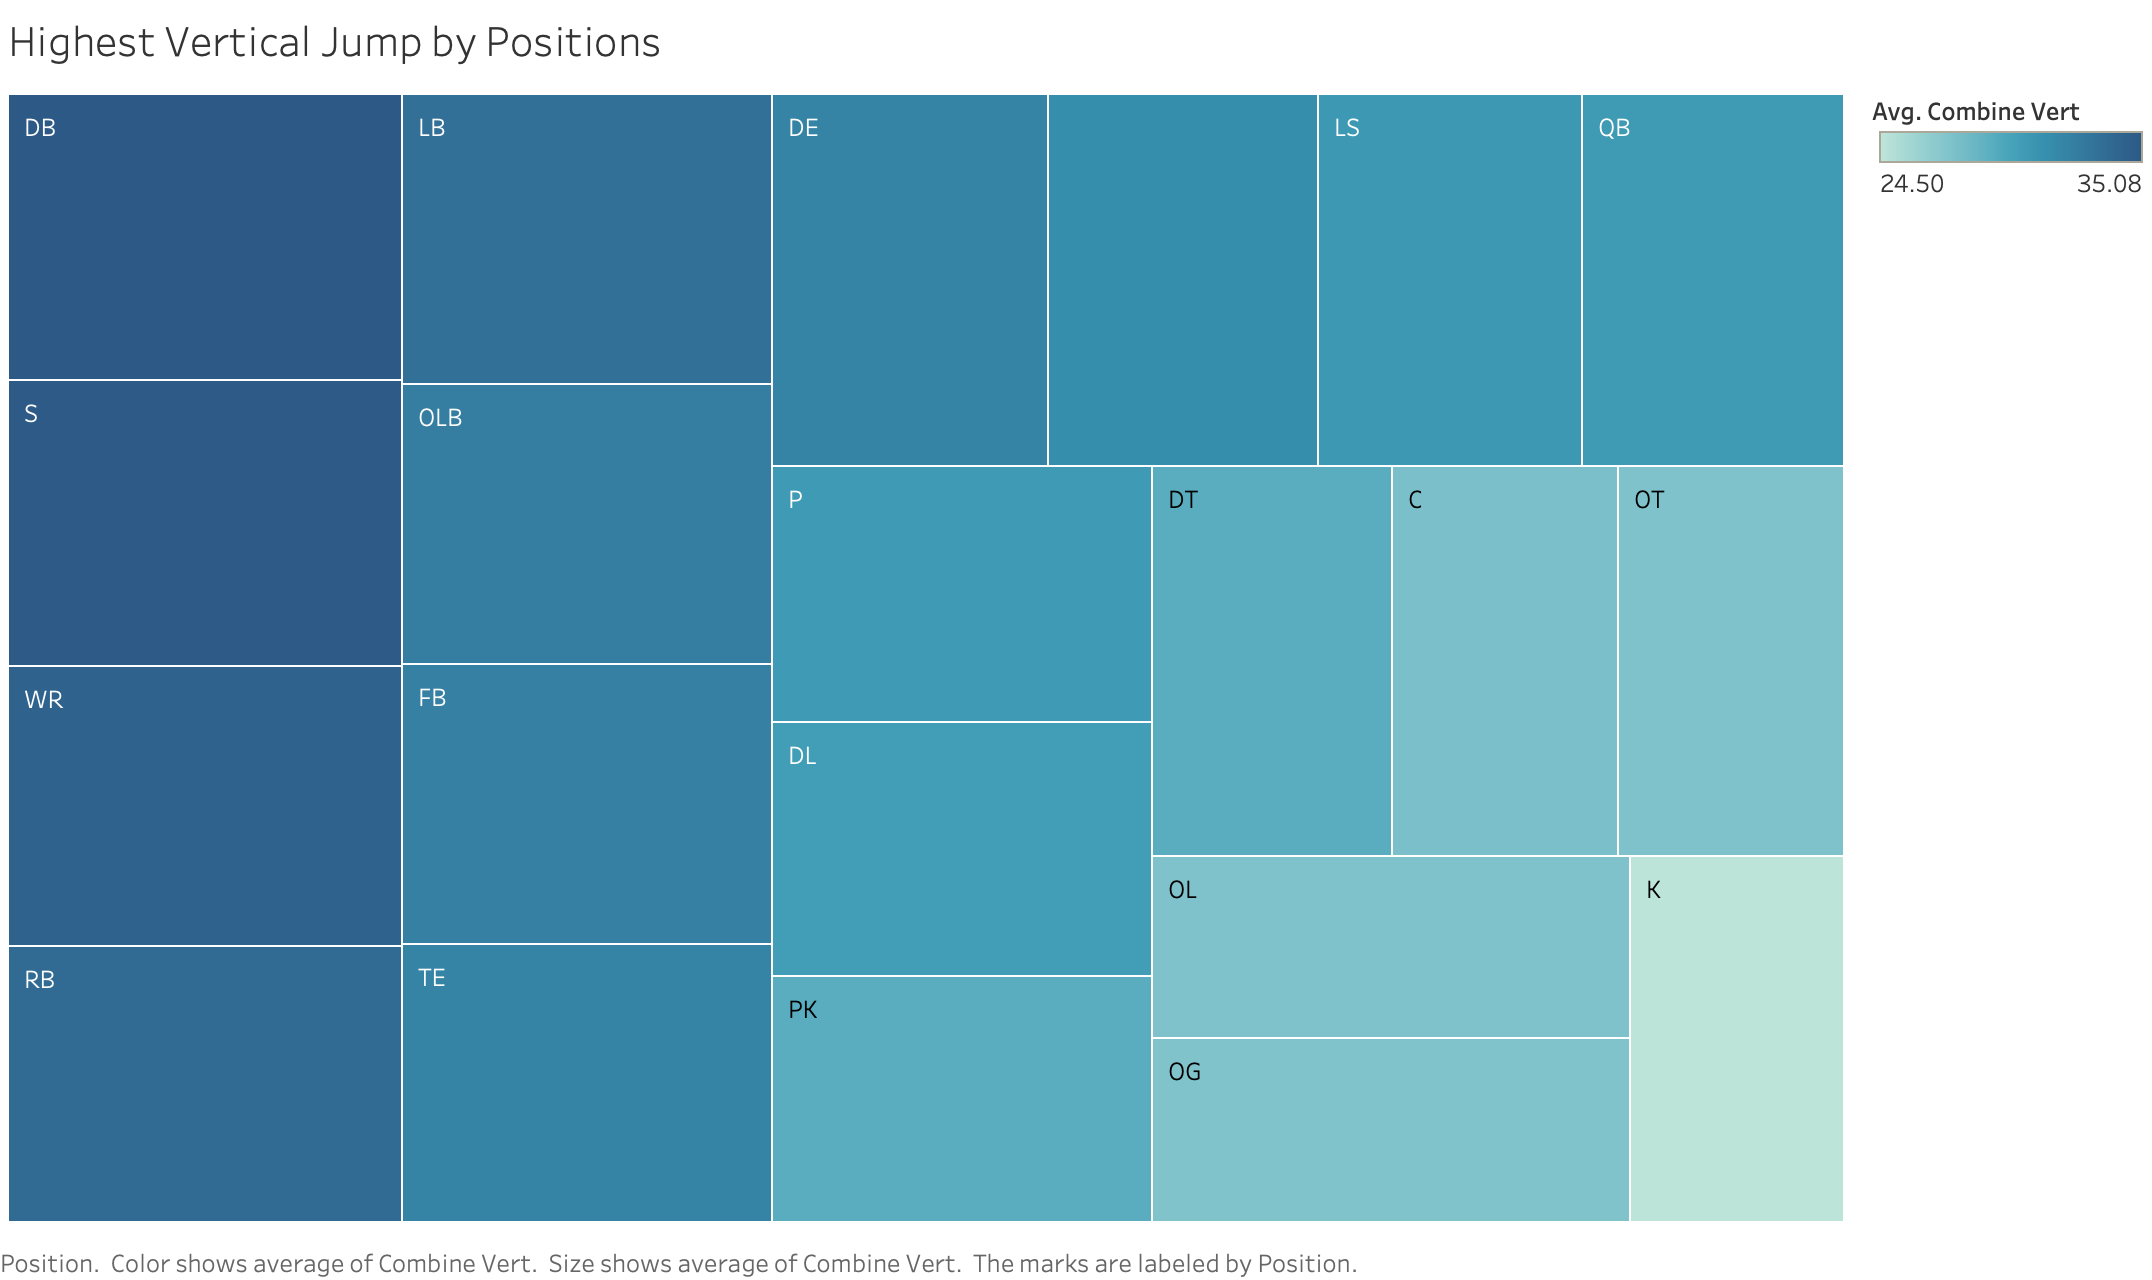 Highest Vertical Jump by Positions
DB
LB
DE
LS
QB
Avg. Combine Vert
24.50
35.08
S
OLB
P
DT
C
OT
WR
FB
DL
OL
K
RB
TE
PK
OG
Position.  Color shows average of Combine Vert.  Size shows average of Combine Vert.  The marks are labeled by Position.